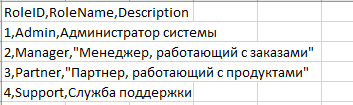 RoleID,RoleName,Description
1,Admin,Администратор системы
2,Manager,"Менеджер, работающий с заказами"
3,Partner,"Партнер, работающий с продуктами"
4,Support,Служба поддержки